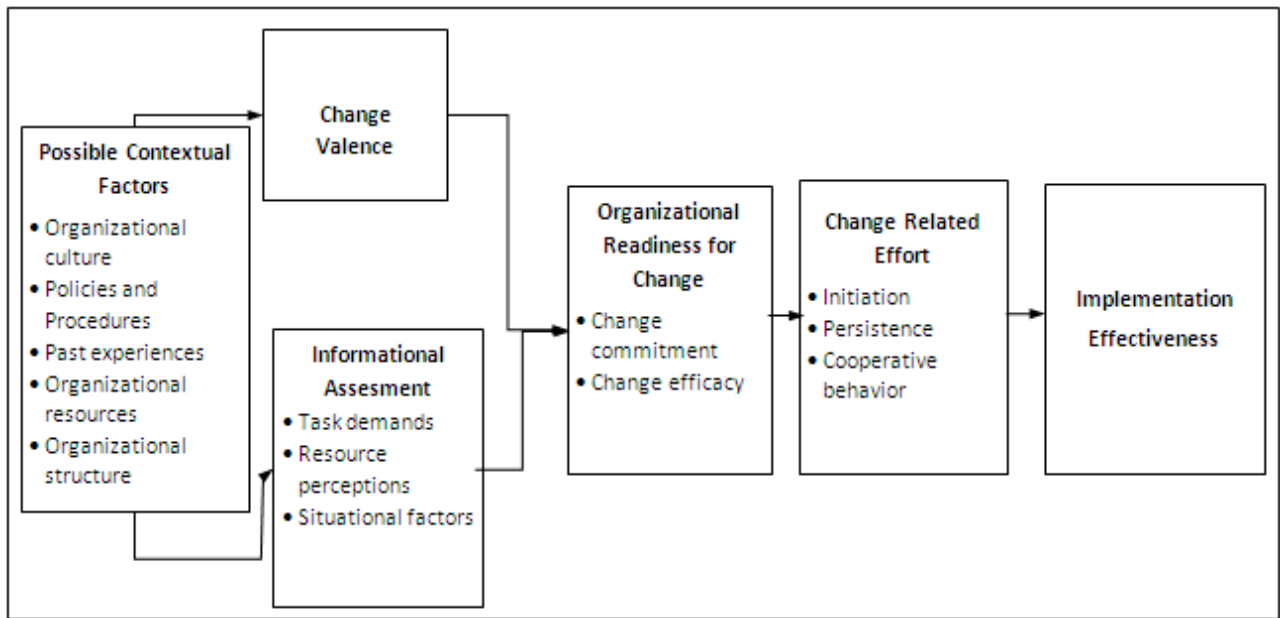 Possible Contextual
Factors
• Organizational
culture
• Policies and
Procedures
• Past experiences
• Organizational
resources
• Organizational
structure
Change
Valence
Informational
Assesment
• Task demands
• Resource
perceptions
• Situational factors
Organizational
Readiness for
Change
• Change
commitment
• Change efficacy
Change Related
Effort
• Initiation
• Persistence
• Cooperative
behavior
Implementation
Effectiveness